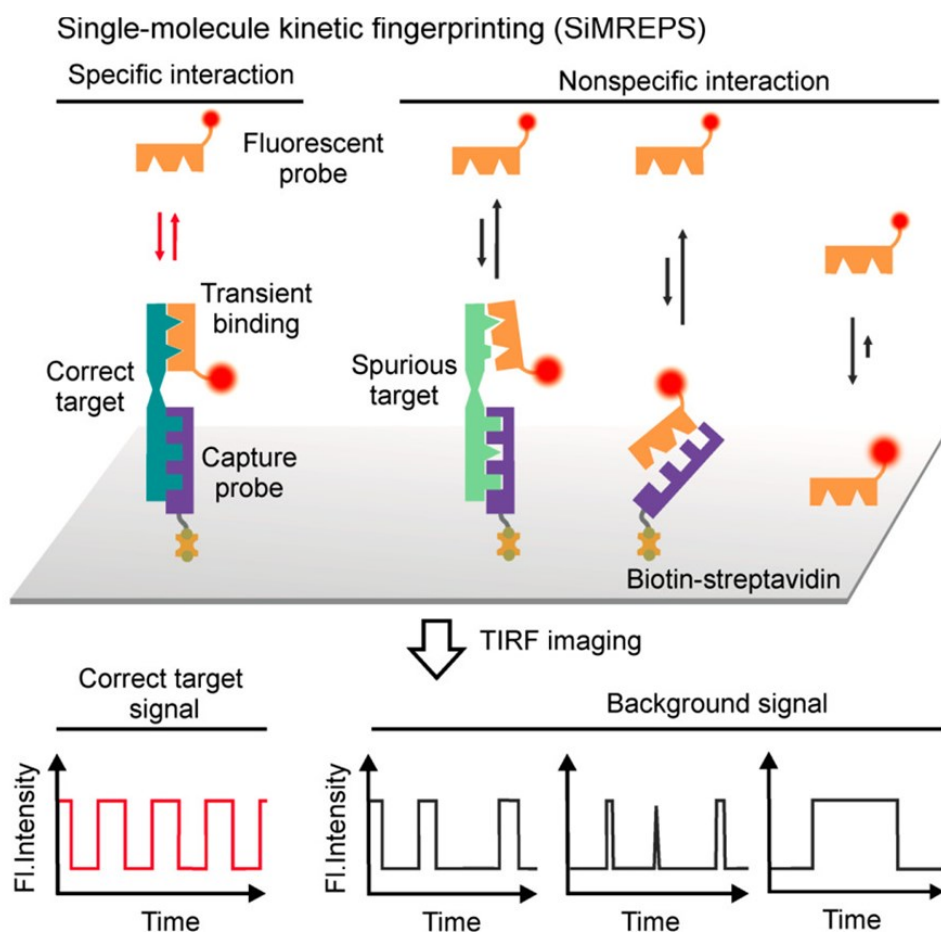 Single-molecule kinetic fingerprinting (SiMREPS)
Specific interaction
Nonspecific interaction
Fluorescent
probe
Transient
binding
Correct
target
Spurious
target
Capture
probe
Biotin-streptavidin
TIRF imaging
Correct target
signal
Background signal
Fl.Intensity
Time
Fl.Intensity
Time
Time
Time